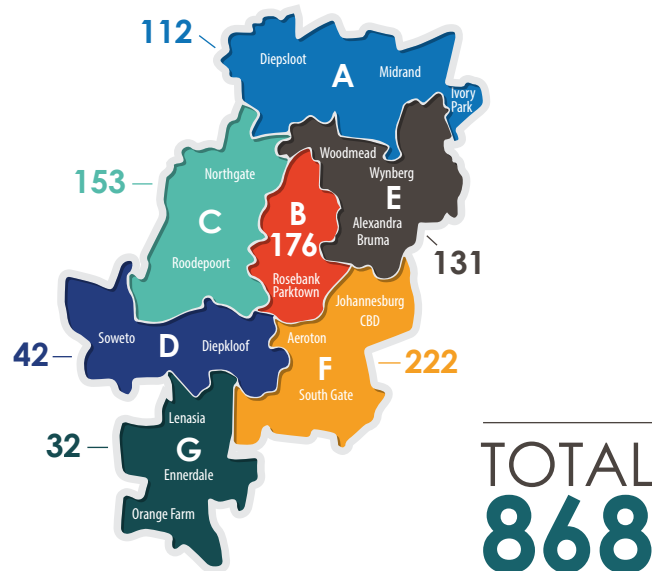 112
Diepsloot
A
Midrand
Ivory
Park
Woodmead
Wynberg
E
Alexandra
Bruma
131
153
Northgate
C
Roodepoort
B
176
Rosebank
Parktown
Johannesburg
CBD
Aeroton
F
South Gate
222
42
Soweto
D
Diepkloof
32
Lenasia
G
Ennerdale
Orange Farm
TOTAL
868